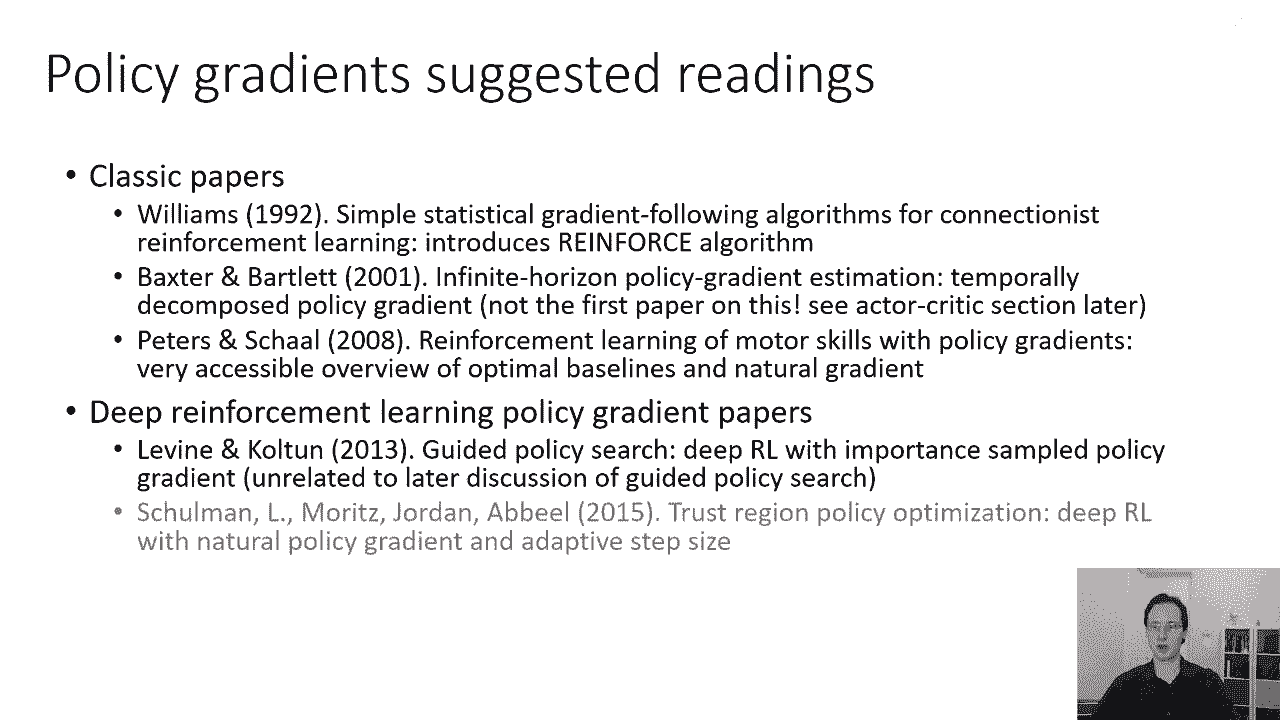 Policy gradients suggested readings
• Classic papers
• Williams (1992). Simple statistical gradient-following algorithms for connectionist
reinforcement learning: introduces REINFORCE algorithm
• Baxter & Bartlett (2001). Infinite-horizon policy-gradient estimation: temporally
decomposed policy gradient (not the first paper on this! see actor-critic section later)
• Peters & Schaal (2008). Reinforcement learning of motor skills with policy gradients:
very accessible overview of optimal baselines and natural gradient
• Deep reinforcement learning policy gradient papers
• Levine & Koltun (2013). Guided policy search: deep RL with importance sampled policy
gradient (unrelated to later discussion of guided policy search)
• Schulman, L., Moritz, Jordan, Abbeel (2015). Trust region policy optimization: deep RL
with natural policy gradient and adaptive step size